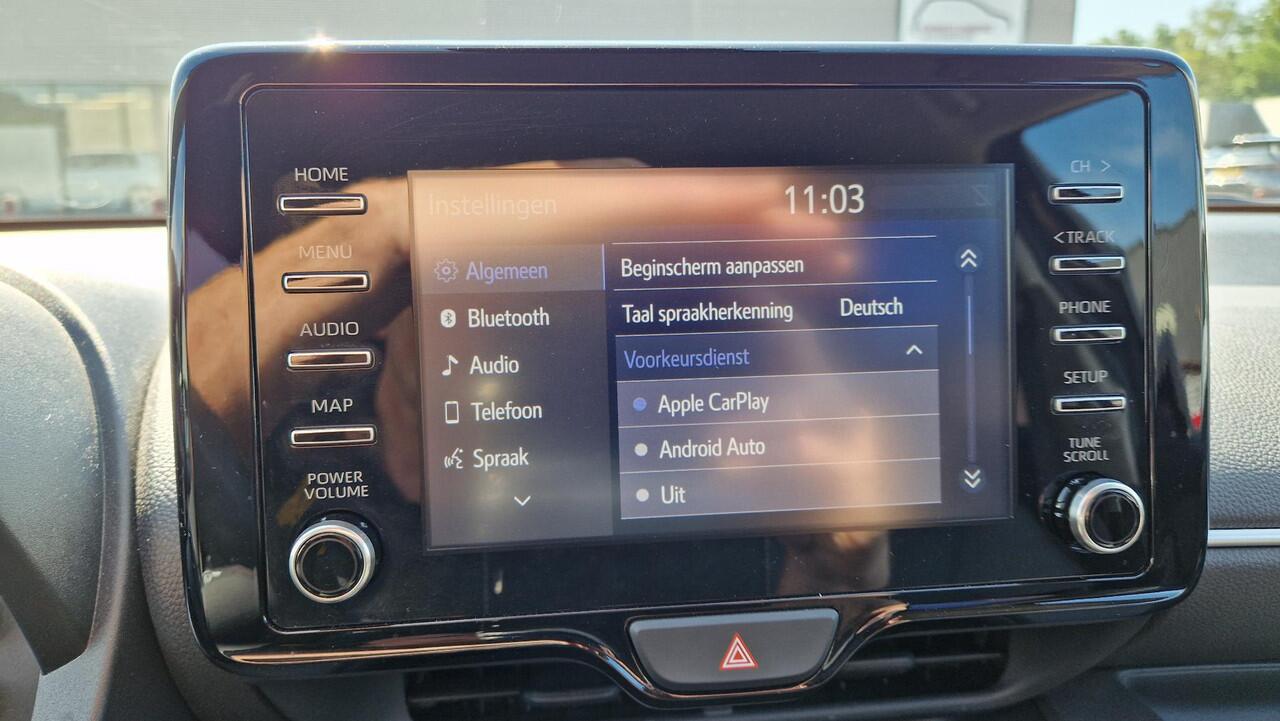 HOME
MENU
AUDIO
MAP
POWER
VOLUME
Instellingen
11:03
Algemeen
Bluetooth
Audio
Telefoon
Spraak
Beginscherm aanpassen
Taal spraakherkenning Deutsch
Voorkeursdienst
Apple CarPlay
Android Auto
Uit
CH >
<TRACK
PHONE
SETUP
TUNE
SCROLL